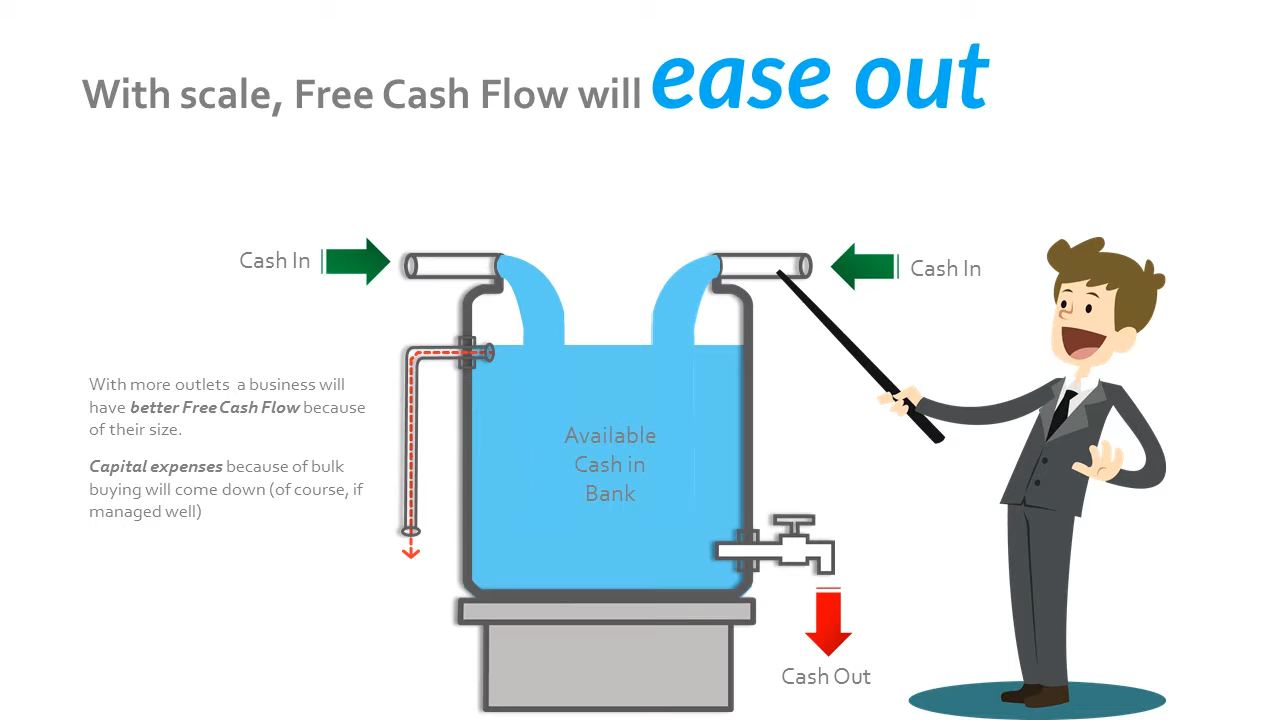 With scale, Free Cash Flow will ease out
Cash In
Cash In
With more outlets a business will
have better Free Cash Flow because
of their size.
Capital expenses because of bulk
buying will come down (of course, if
managed well)
Available
Cash in
Bank
Cash Out